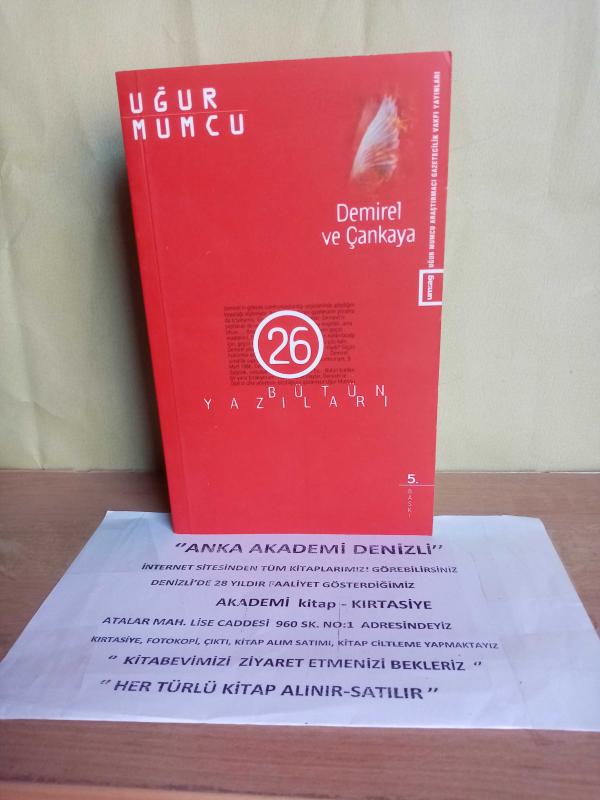 UĞUR
MUMCU
Demirel
ve Çankaya
UĞUR MUMCU ARAŞTIRMACI GAZETECİLİK VAKFI YAYINLARI
umag
26
BÜTÜN
YAZILARI
5.
BASKI
‘’ANKA AKADEMİ DENİZLİ’’
İNTERNET SİTESİNDEN TÜM KİTAPLARIMIZI GÖREBİLİRSİNİZ
DENİZLİ’DE 28 YILDIR FAALİYET GÖSTERDİĞİMİZ
AKADEMİ kitap - KIRTASİYE
ATALAR MAH. LİSE CADDESİ 960 SK. NO:1 ADRESİNDEYİZ
KIRTASİYE, FOTOKOPİ, ÇIKTI, KİTAP ALIM SATIMI, KİTAP CİLTLEME YAPMAKTAYIZ
‘’ KİTABEVİMİZİ ZİYARET ETMENİZİ BEKLERİZ ‘’
‘’ HER TÜRLÜ KİTAP ALINIR-SATILIR ‘’